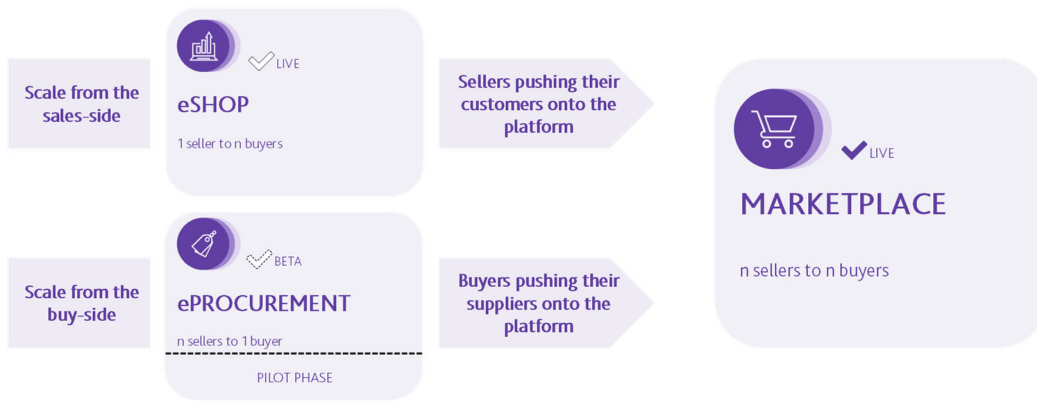 Scale from the
sales-side
LIVE
eSHOP
1 seller to n buyers
Sellers pushing their
customers onto the
platform
Scale from the
buy-side
BETA
ePROCUREMENT
n sellers to 1 buyer
PILOT PHASE
Buyers pushing their
suppliers onto the
platform
LIVE
MARKETPLACE
n sellers to n buyers